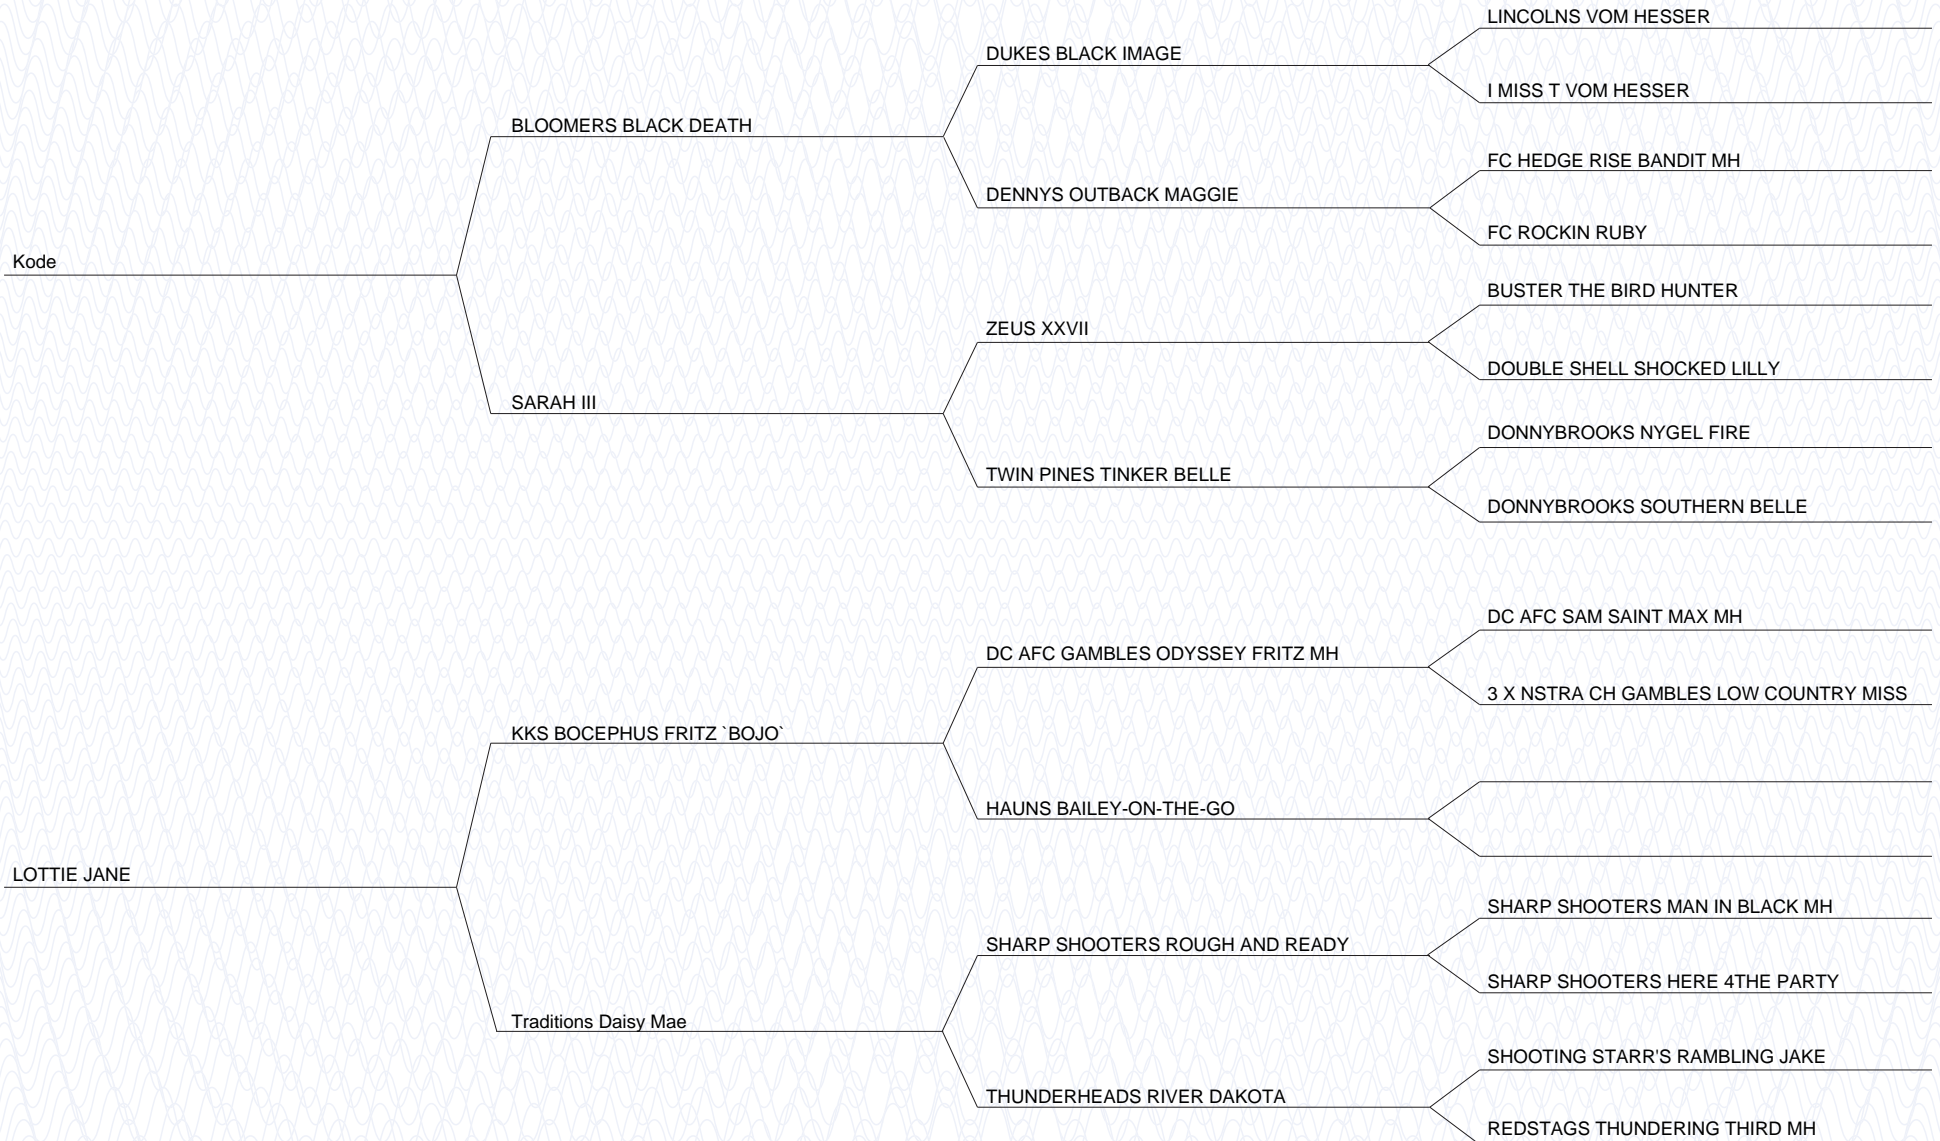 LINCOLNS VOM HESSER
DUKES BLACK IMAGE
I MISS T VOM HESSER
BLOOMERS BLACK DEATH
FC HEDGE RISE BANDIT MH
DENNYS OUTBACK MAGGIE
FC ROCKIN RUBY
Kode
BUSTER THE BIRD HUNTER
ZEUS XXVII
DOUBLE SHELL SHOCKED LILLY
SARAH III
DONNYBROOKS NYGEL FIRE
TWIN PINES TINKER BELLE
DONNYBROOKS SOUTHERN BELLE
DC AFC SAM SAINT MAX MH
DC AFC GAMBLES ODYSSEY FRITZ MH
3 X NSTRA CH GAMBLES LOW COUNTRY MISS
KKS BOCEPHUS FRITZ `BOJO`
HAUNS BAILEY-ON-THE-GO
LOTTIE JANE
SHARP SHOOTERS MAN IN BLACK MH
SHARP SHOOTERS ROUGH AND READY
SHARP SHOOTERS HERE 4THE PARTY
Traditions Daisy Mae
SHOOTING STARR'S RAMBLING JAKE
THUNDERHEADS RIVER DAKOTA
REDSTAGS THUNDERING THIRD MH